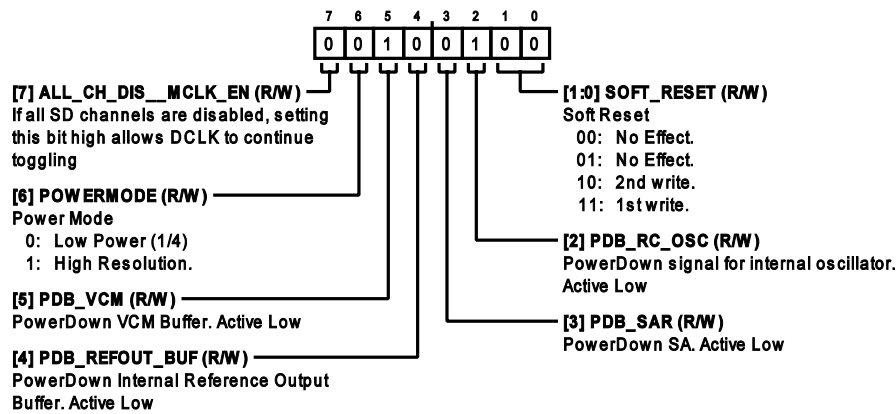 7 6 5 4 3 2 1 0
0 0 1 0 0 1 0 0
[7] ALL_CH_DIS__MCLK_EN (R/W)
If all SD channels are disabled, setting
this bit high allows DCLK to continue
toggling
[6] POWERMODE (R/W)
Power Mode
0: Low Power (1/4)
1: High Resolution.
[5] PDB_VCM (R/W)
PowerDown VCM Buffer. Active Low
[4] PDB_REFOUT_BUF (R/W)
PowerDown Internal Reference Output
Buffer. Active Low
[1:0] SOFT_RESET (R/W)
Soft Reset
00: No Effect.
01: No Effect.
10: 2nd write.
11: 1st write.
[2] PDB_RC_OSC (R/W)
PowerDown signal for internal oscillator.
Active Low
[3] PDB_SAR (R/W)
PowerDown SA. Active Low